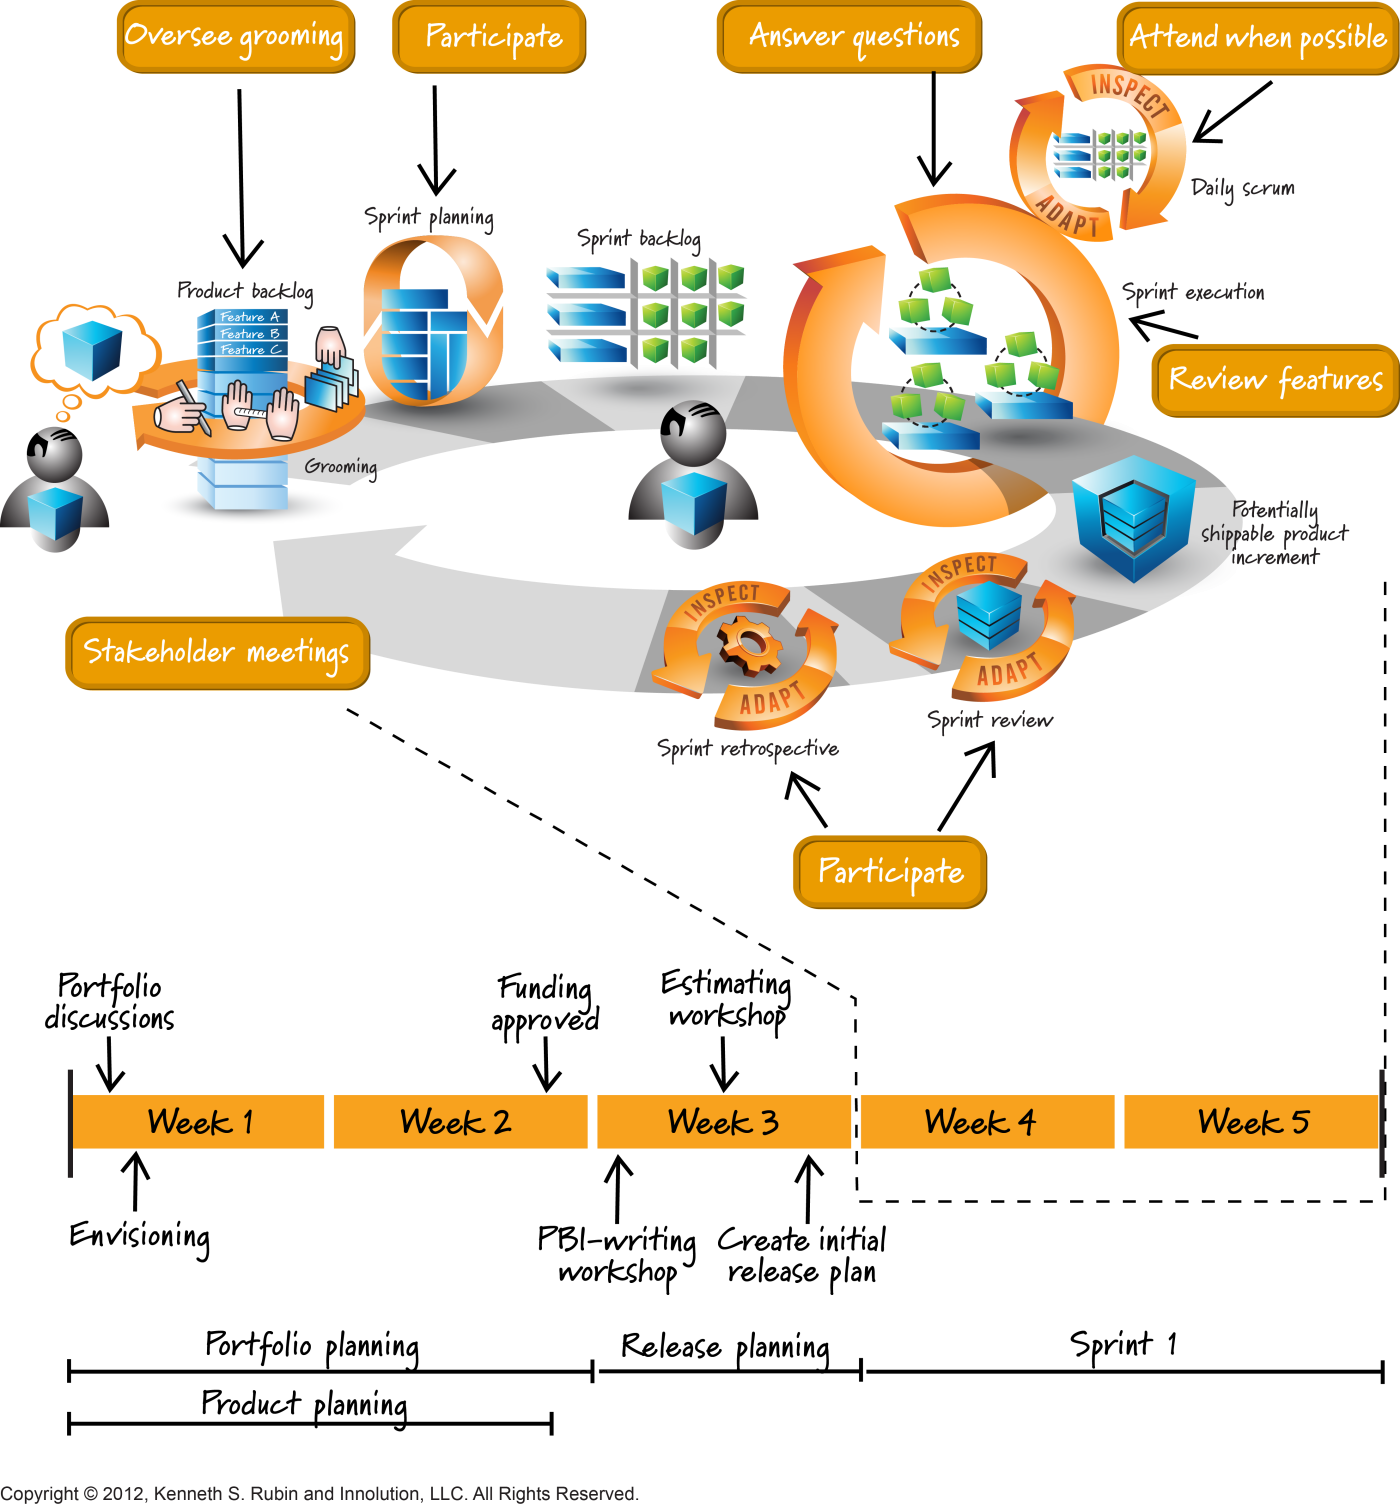 Oversee grooming
Participate
Answer questions
Attend when possible
INSPECT
ADAPT
Daily scrum
Sprint planning
Sprint backlog
Product backlog
Feature A
Feature B
Feature C
Sprint execution
Review features
Grooming
Potentially
shippable product
increment
INSPECT
ADAPT
Sprint review
INSPECT
ADAPT
Sprint retrospective
Stakeholder meetings
Participate
Portfolio
discussions
Funding
approved
Estimating
workshop
Week 1
Week 2
Week 3
Week 4
Week 5
Envisioning
PBI-writing
workshop
Create initial
release plan
Portfolio planning
Release planning
Sprint 1
Product planning
Copyright © 2012, Kenneth S. Rubin and Innolution, LLC. All Rights Reserved.